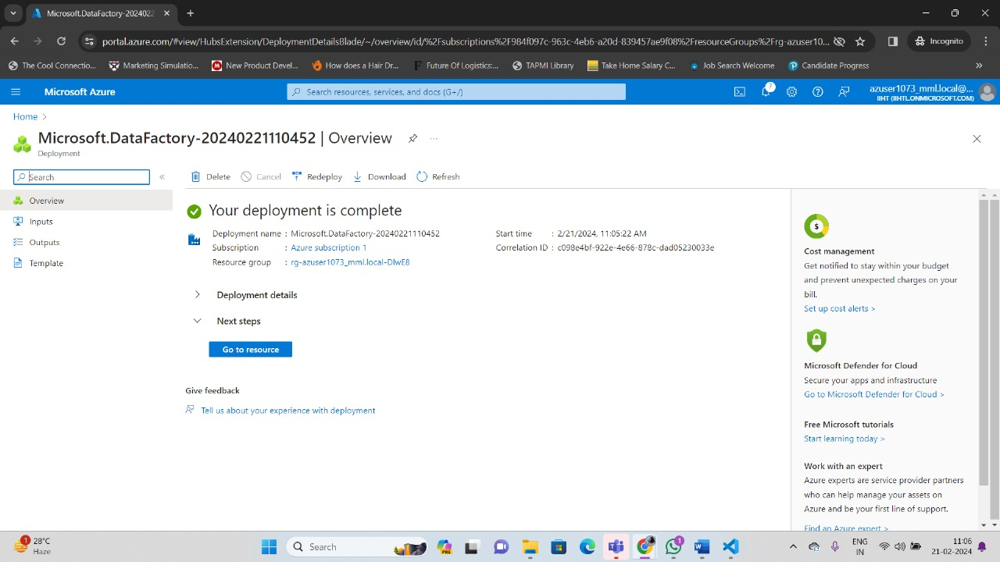 Microsoft.DataFactory-20240221
portal.azure.com/#view/HubsExtension/DeploymentDetailsBlade/~/overview/id/%2Fsubscriptions%2F984f097c-963c-4eb6-a20d-833457ae9f08%2FresourceGroups%2Frg-azuser10...
Incognito
The Cool Connectio...
Marketing Simulatio...
New Product Devel...
How does a Hair Dr...
Future Of Logistics:...
TAPMI Library
Take Home Salary C...
Job Search Welcome
Candidate Progress
Microsoft Azure
Search resources, services, and docs (G+/)
7
azuser1073_mml.local@...
IIHT (IIHTLONMICROSOFT.COM)
Home
Microsoft.DataFactory-20240221110452 | Overview
Deployment
Search
Delete
Cancel
Redeploy
Download
Refresh
Overview
Inputs
Outputs
Template
Your deployment is complete
Deployment name : Microsoft.DataFactory-20240221110452
Subscription : Azure subscription 1
Resource group : rg-azuser1073_mml.local-DlwE8
Start time : 2/21/2024, 11:05:22 AM
Correlation ID : c098e4bf-922e-4e66-878c-dad05230033e
Deployment details
Next steps
Go to resource
Give feedback
Tell us about your experience with deployment
Cost management
Get notified to stay within your budget
and prevent unexpected charges on your
bill.
Set up cost alerts >
Microsoft Defender for Cloud
Secure your apps and infrastructure
Go to Microsoft Defender for Cloud >
Free Microsoft tutorials
Start learning today >
Work with an expert
Azure experts are service provider partners
who can help manage your assets on
Azure and be your first line of support.
Find an Azure expert >
1
28°C
Haze
Search
PRE
1
ENG
IN
11:06
21-02-2024